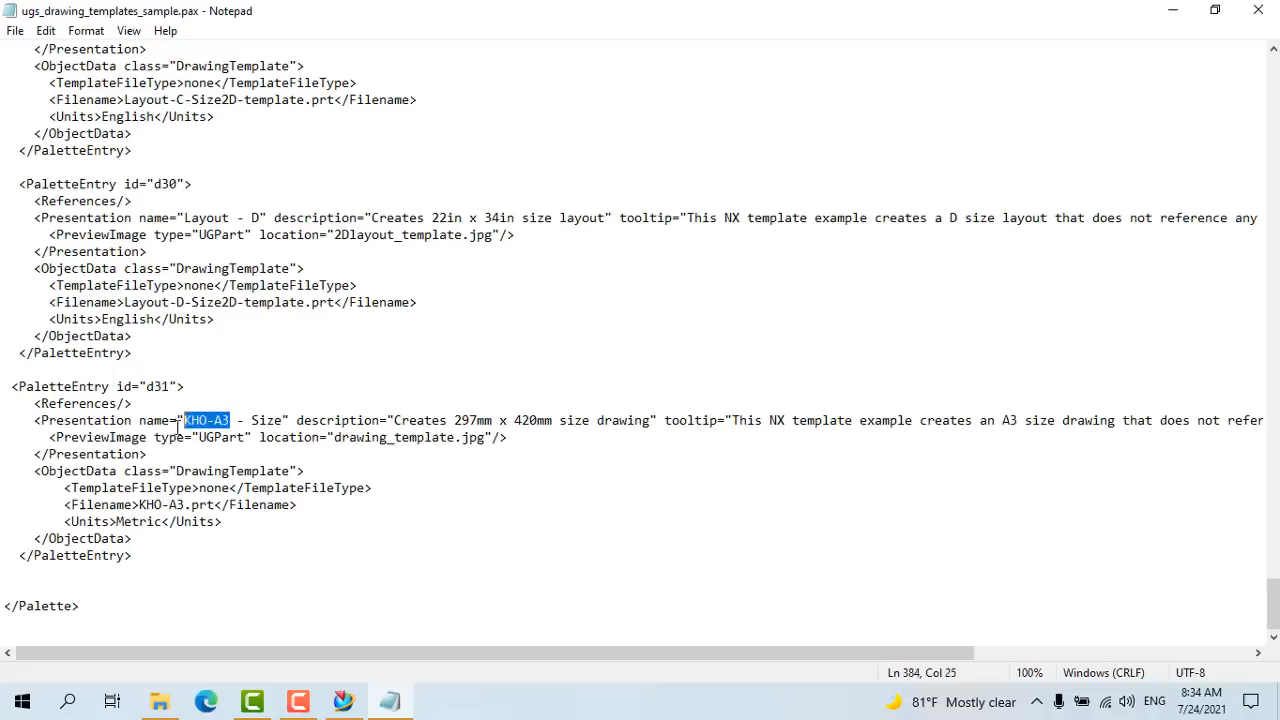 ugs_drawing_templates_sample.pax - Notepad
File Edit Format View Help
</Presentation>
<ObjectData class="DrawingTemplate">
<TemplateFileType>none</TemplateFileType>
<Filename>Layout-C-Size2D-template.prt</Filename>
<Units>English</Units>
</ObjectData>
</PaletteEntry>
<PaletteEntry id="d30">
<References/>
<Presentation name="Layout - D" description="Creates 22in x 34in size layout" tooltip="This NX template example creates a D size layout that does not reference any
<PreviewImage type="UGPart" location="2Dlayout_template.jpg"/>
</Presentation>
<ObjectData class="DrawingTemplate">
<TemplateFileType>none</TemplateFileType>
<Filename>Layout-D-Size2D-template.prt</Filename>
<Units>English</Units>
</ObjectData>
</PaletteEntry>
<PaletteEntry id="d31">
<References/>
<Presentation name="KHO-A3 - Size" description="Creates 297mm x 420mm size drawing" tooltip="This NX template example creates an A3 size drawing that does not refer
<PreviewImage type="UGPart" location="drawing_template.jpg"/>
</Presentation>
<ObjectData class="DrawingTemplate">
<TemplateFileType>none</TemplateFileType>
<Filename>KHO-A3.prt</Filename>
<Units>Metric</Units>
</ObjectData>
</PaletteEntry>
</Palette>
Ln 384, Col 25 100% Windows (CRLF) UTF-8
81°F Mostly clear ENG 8:34 AM
7/24/2021